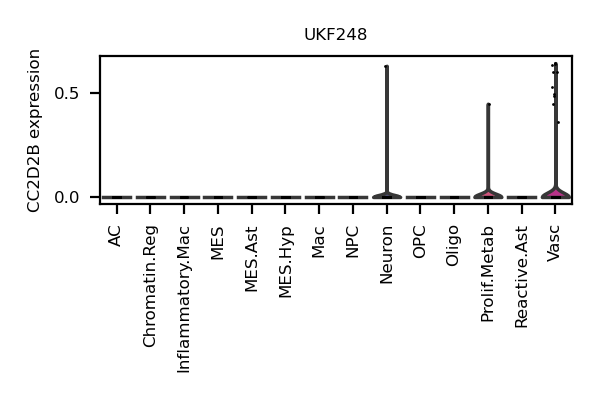 UKF248
CC2D2B expression
0.5
0.0
AC
Chromatin.Reg
Inflammatory.Mac
MES
MES.Ast
MES.Hyp
Mac
NPC
Neuron
OPC
Oligo
Prolif.Metab
Reactive.Ast
Vasc